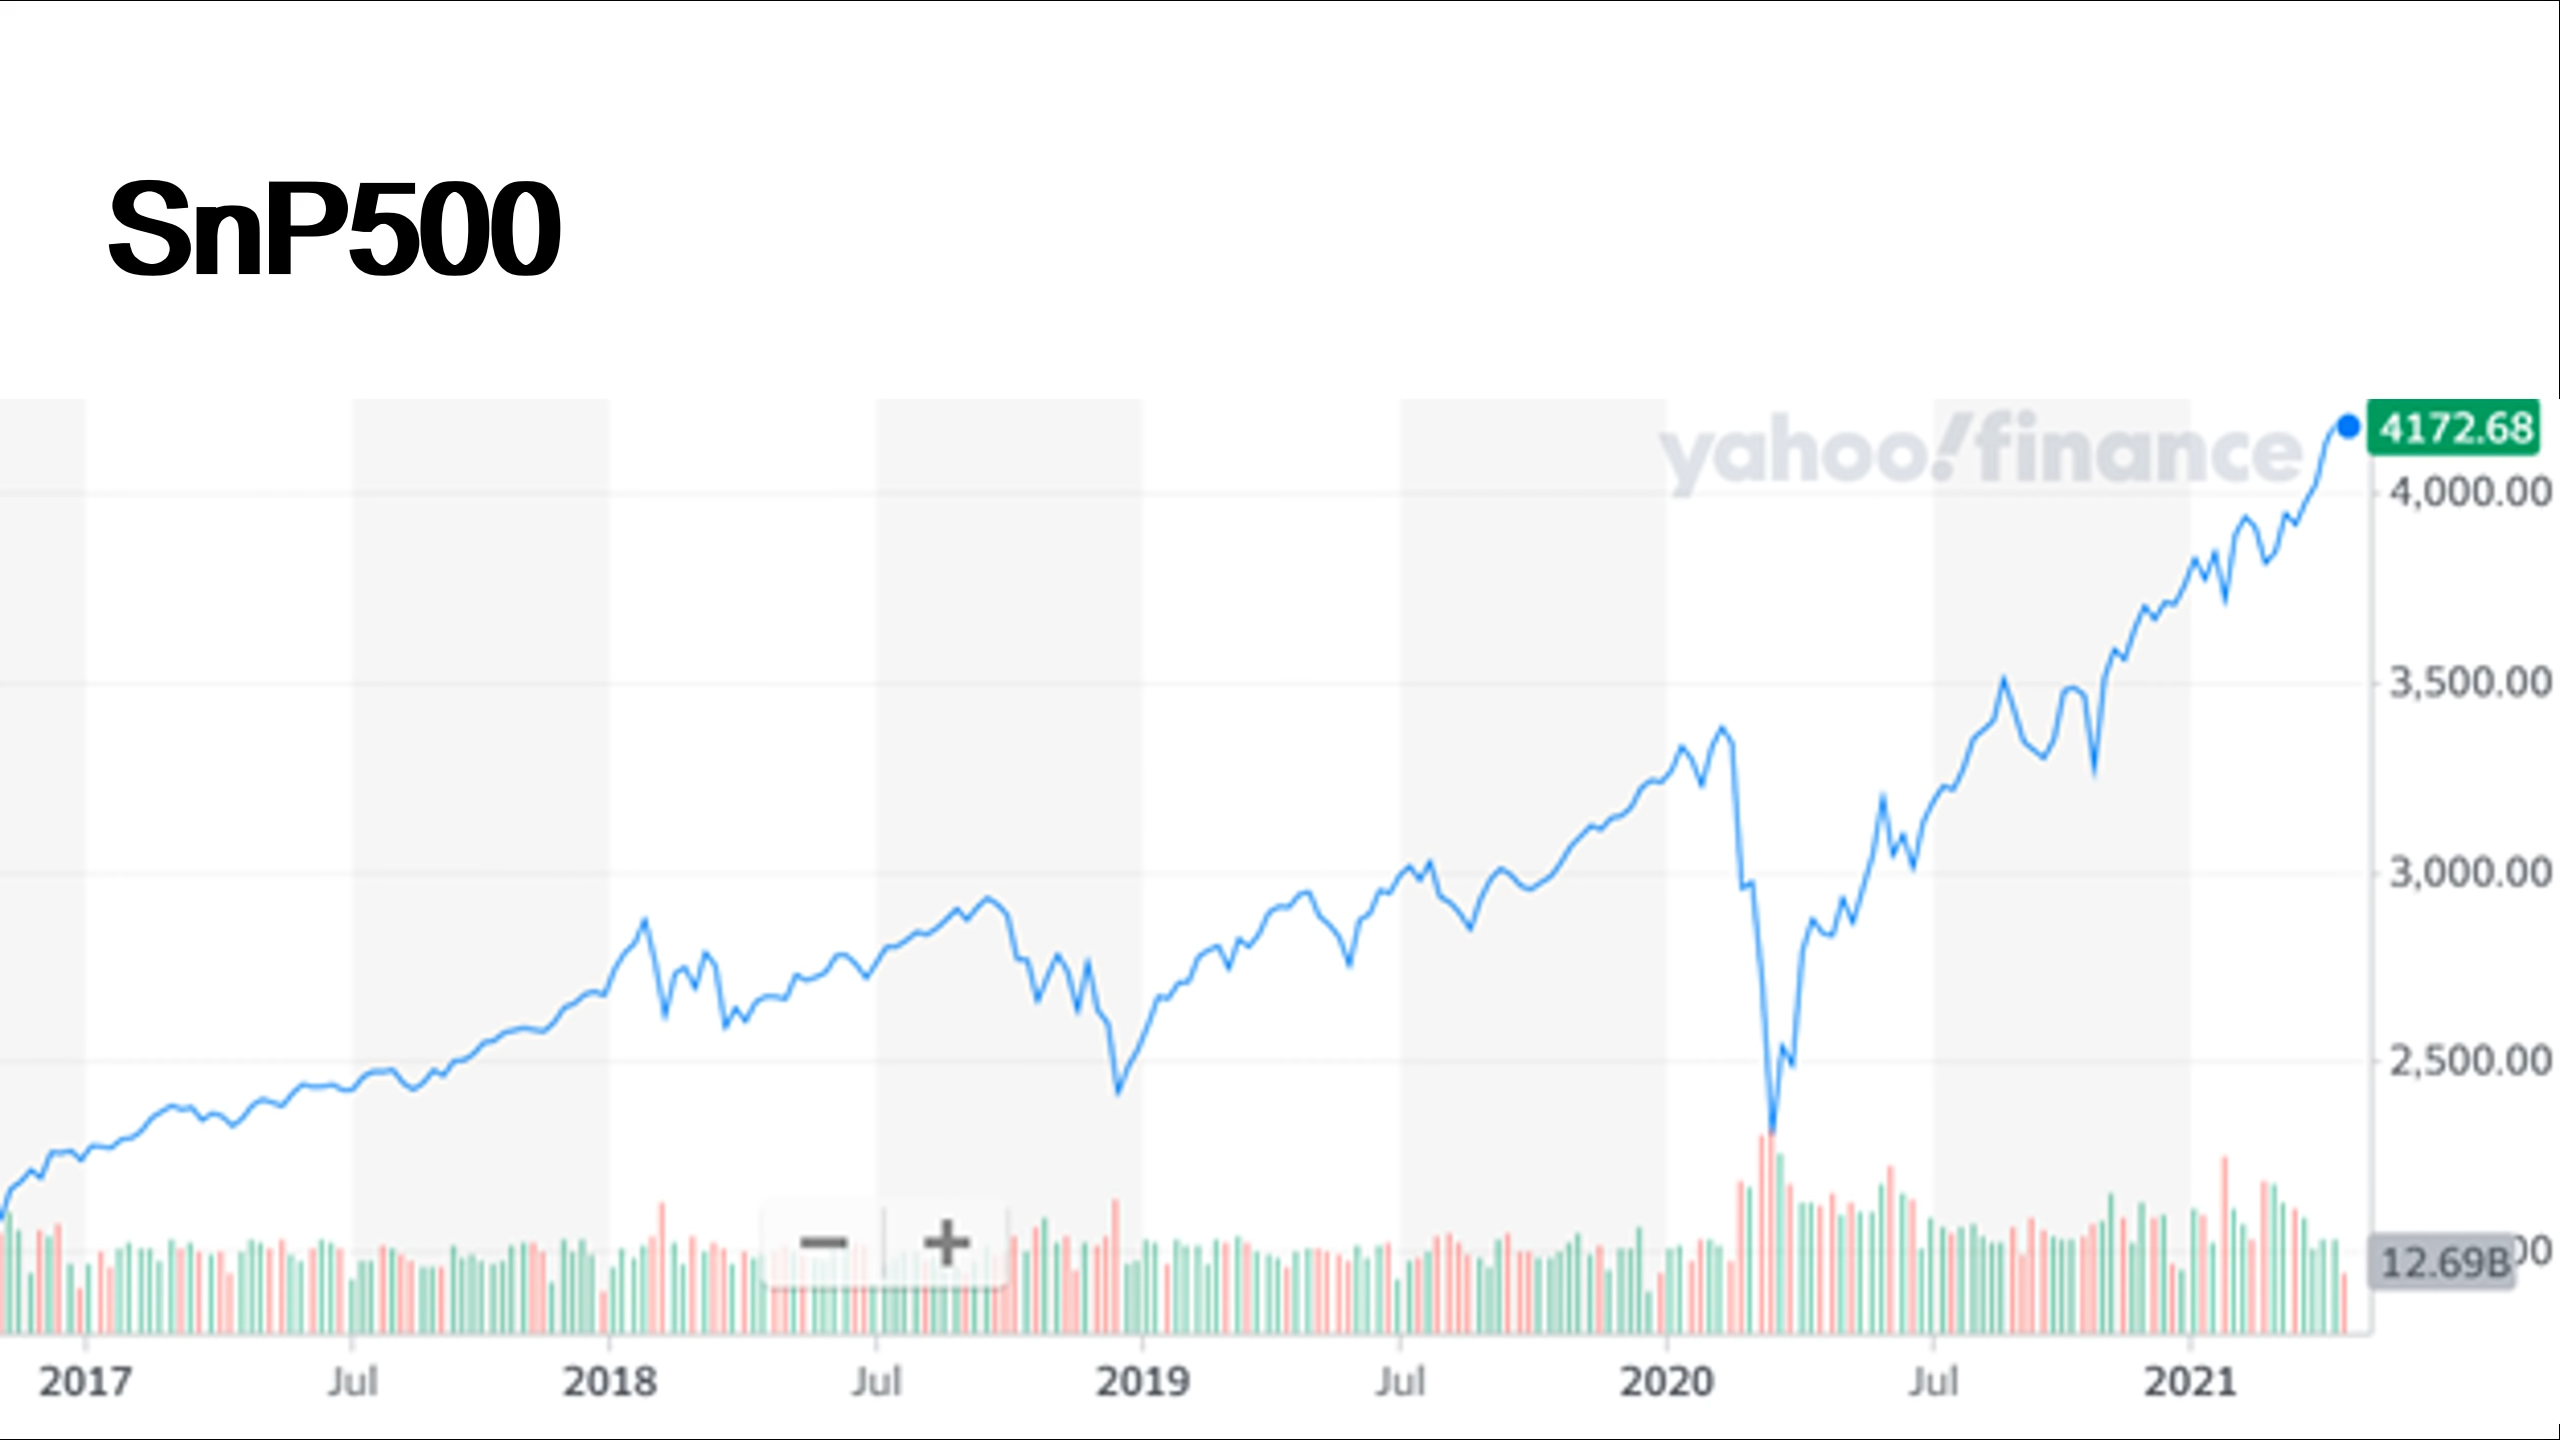 SnP500
yahoo!finance
4172.68
4,000.00
3,500.00
3,000.00
2,500.00
12.69B
00
− +
2017 Jul 2018 Jul 2019 Jul 2020 Jul 2021